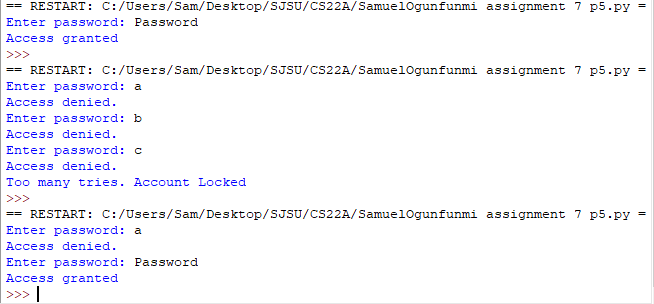 == RESTART: C:/Users/Sam/Desktop/SJSU/CS22A/SamuelOgunfunmi assignment 7 p5.py =
Enter password: Password
Access granted
>>>
== RESTART: C:/Users/Sam/Desktop/SJSU/CS22A/SamuelOgunfunmi assignment 7 p5.py =
Enter password: a
Access denied.
Enter password: b
Access denied.
Enter password: c
Access denied.
Too many tries. Account Locked
>>>
== RESTART: C:/Users/Sam/Desktop/SJSU/CS22A/SamuelOgunfunmi assignment 7 p5.py =
Enter password: a
Access denied.
Enter password: Password
Access granted
>>>